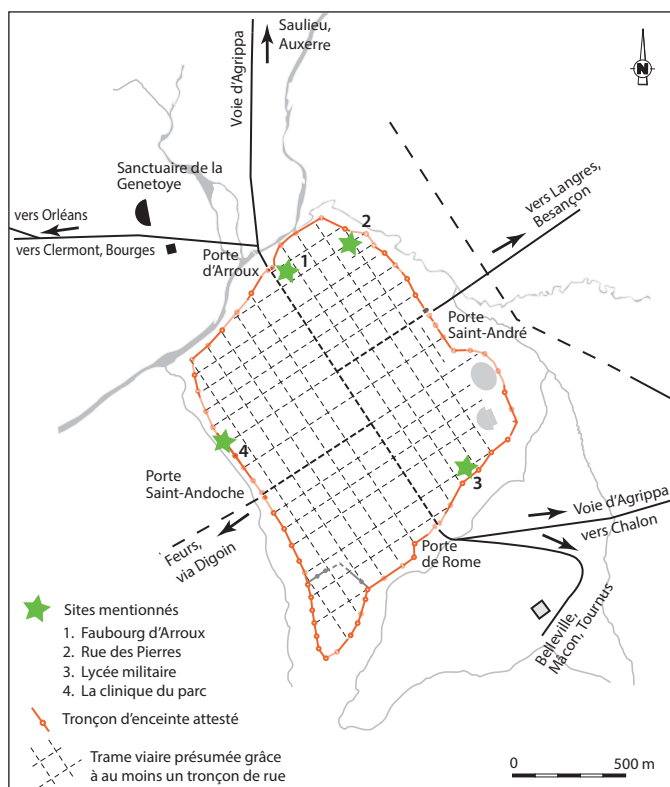 Saulieu,
Auxerre
Voie d'Agrippa
N
Sanctuaire de la
Genetoye
vers Orléans
vers Clermont, Bourges
Porte
d'Arroux
1
2
vers Langres,
Besançon
Porte
Saint-André
4
3
Porte
Saint-Andoche
Feurs,
via Digoin
Porte
de Rome
Voie d'Agrippa
vers Chalon
Belleville,
Mâcon, Tournus
Sites mentionnés
1. Faubourg d'Arroux
2. Rue des Pierres
3. Lycée militaire
4. La clinique du parc
Tronçon d'enceinte attesté
Trame viaire présumée grâce
à au moins un tronçon de rue
0 500 m